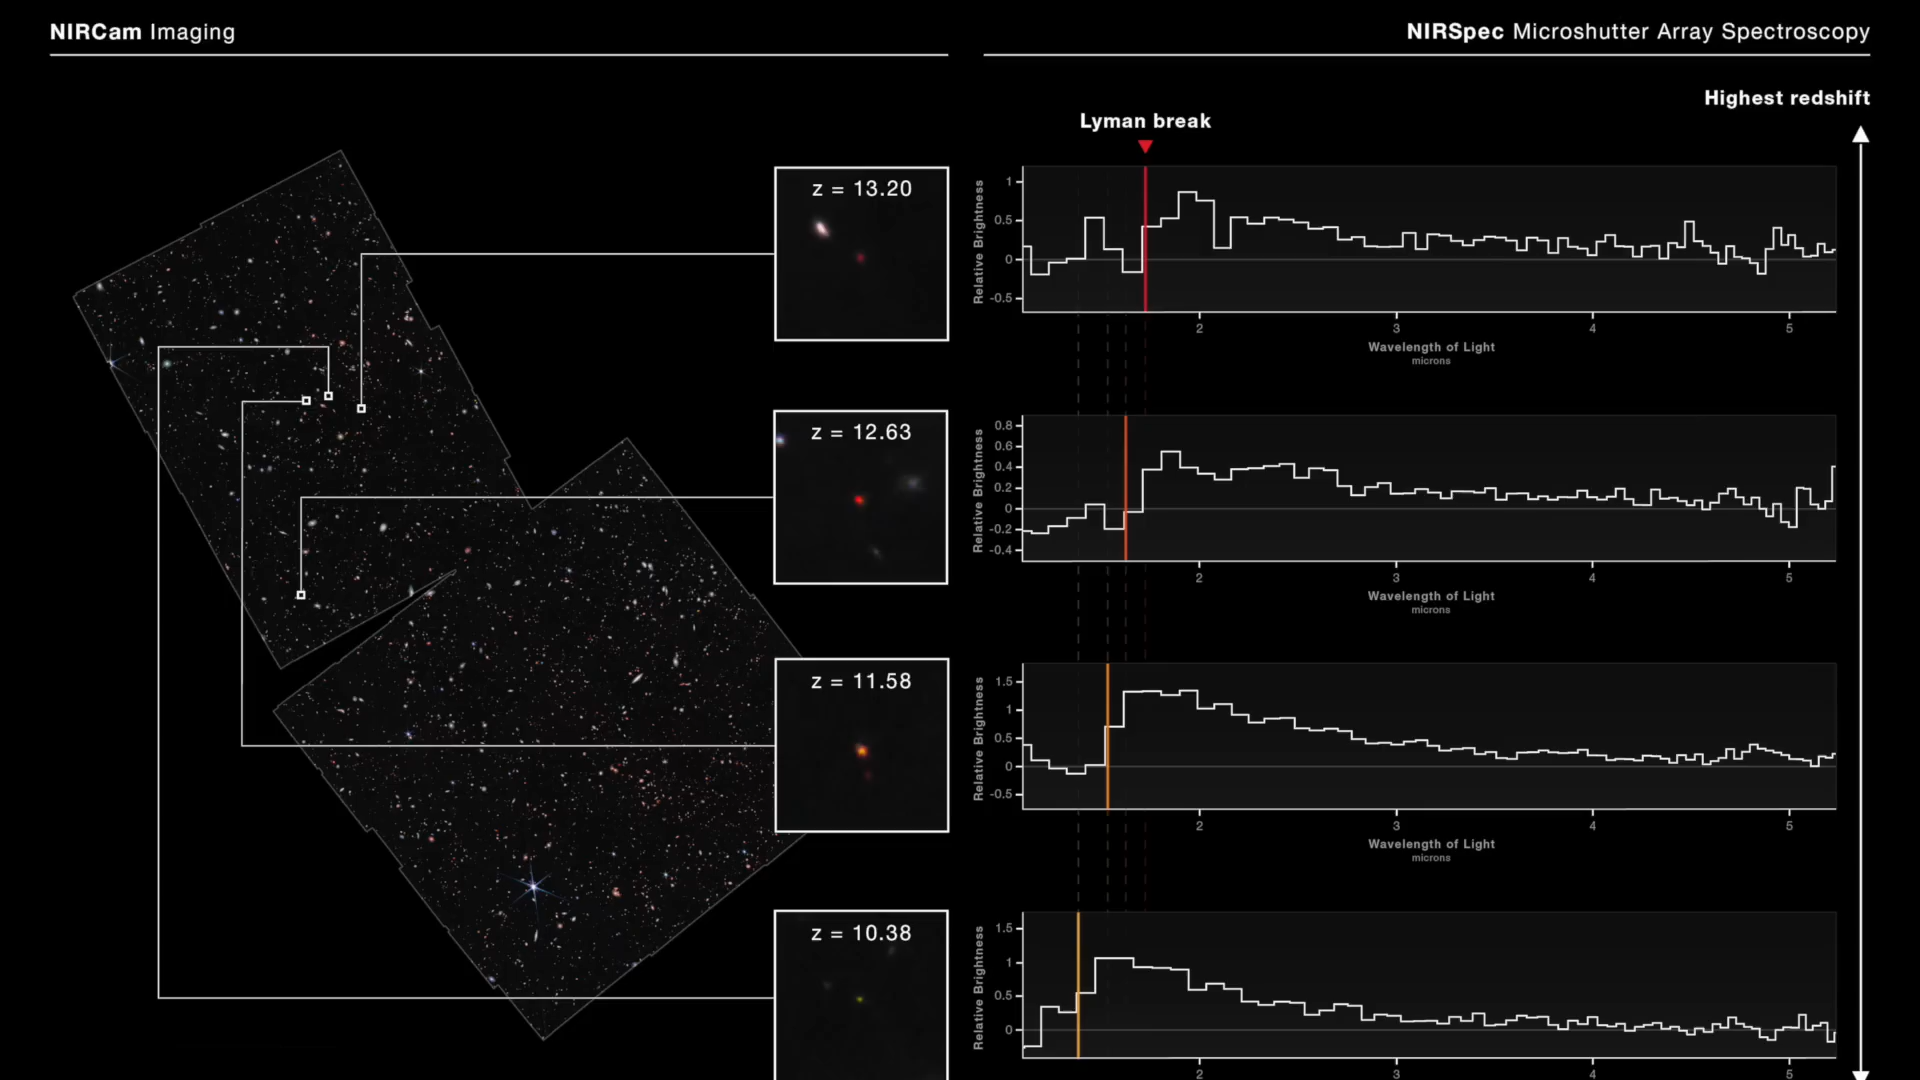 NIRCam Imaging
NIRSpec Microshutter Array Spectroscopy
Highest redshift
Lyman break
z = 13.20
Relative Brightness
1
0.5
0
-0.5
2 3 4 5
Wavelength of Light
microns
z = 12.63
Relative Brightness
0.8
0.6
0.4
0.2
0
-0.2
-0.4
2 3 4 5
Wavelength of Light
microns
z = 11.58
Relative Brightness
1.5
1
0.5
0
-0.5
2 3 4 5
Wavelength of Light
microns
z = 10.38
Relative Brightness
1.5
1
0.5
0
2 3 4 5